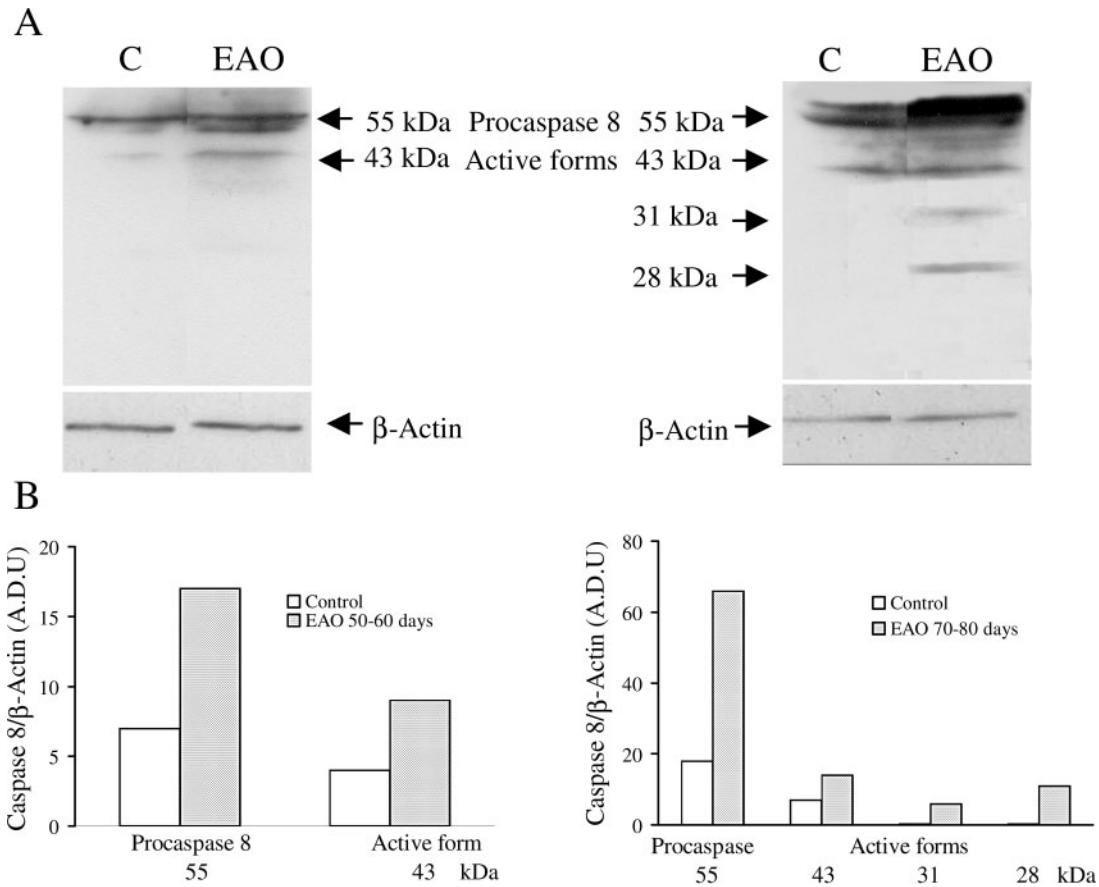 A
C EAO C EAO
55 kDa Procaspase 8 55 kDa
43 kDa Active forms 43 kDa
31 kDa
28 kDa
β-Actin β-Actin
B
Caspase 8/β-Actin (A.D.U)
20
15
10
5
0
Control
EAO 50-60 days
Procaspase 8 Active form
55 43 kDa
Caspase 8/β-Actin (A.D.U)
80
60
40
20
0
Control
EAO 70-80 days
Procaspase Active forms
55 43 31 28 kDa